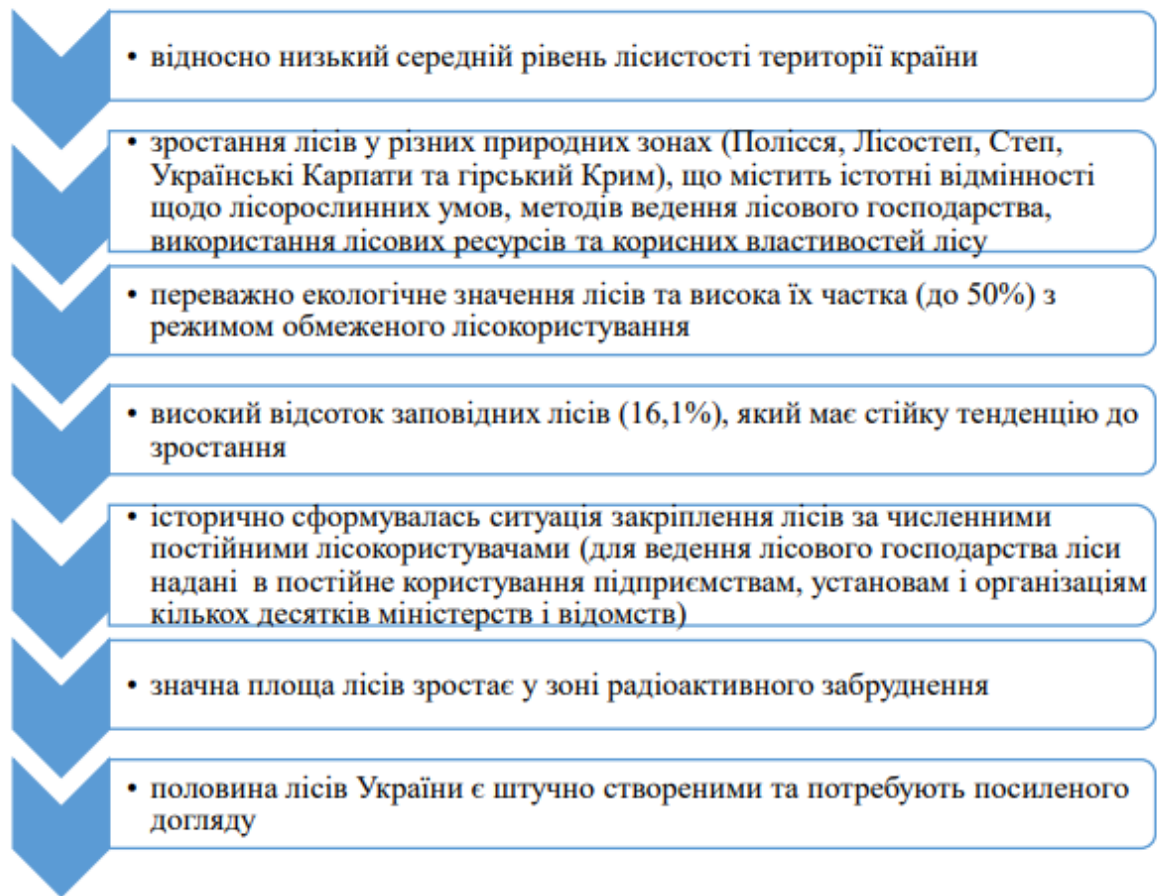 • відносно низький середній рівень лісистості території країни
• зростання лісів у різних природних зонах (Полісся, Лісостеп, Степ,
Українські Карпати та гірський Крим), що містить істотні відмінності
щодо лісорослинних умов, методів ведення лісового господарства,
використання лісових ресурсів та корисних властивостей лісу
• переважно екологічне значення лісів та висока їх частка (до 50%) з
режимом обмеженого лісокористування
• високий відсоток заповідних лісів (16,1%), який має стійку тенденцію до
зростання
• історично сформувалась ситуація закріплення лісів за численними
постійними лісокористувачами (для ведення лісового господарства ліси
надані в постійне користування підприємствам, установам і організаціям
кількох десятків міністерств і відомств)
• значна площа лісів зростає у зоні радіоактивного забруднення
• половина лісів України є штучно створеними та потребують посиленого
догляду